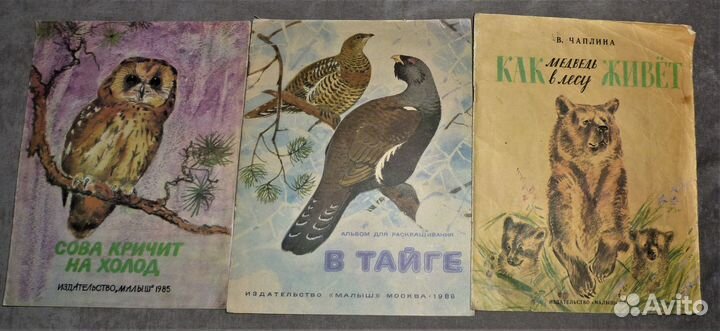 СОВА КРИЧИТ
НА ХОЛОД
ИЗДАТЕЛЬСТВО „МАЛЫШ" 1985
АЛЬБОМ ДЛЯ РАСКРАШИВАНИЯ
В ТАЙГЕ
ИЗДАТЕЛЬСТВО «МАЛЫШ» МОСКВА · 1986
В. ЧАПЛИНА
КАК медведь в лесу ЖИВЁТ
ИЗДАТЕЛЬСТВО „МАЛЫШ"
Avito